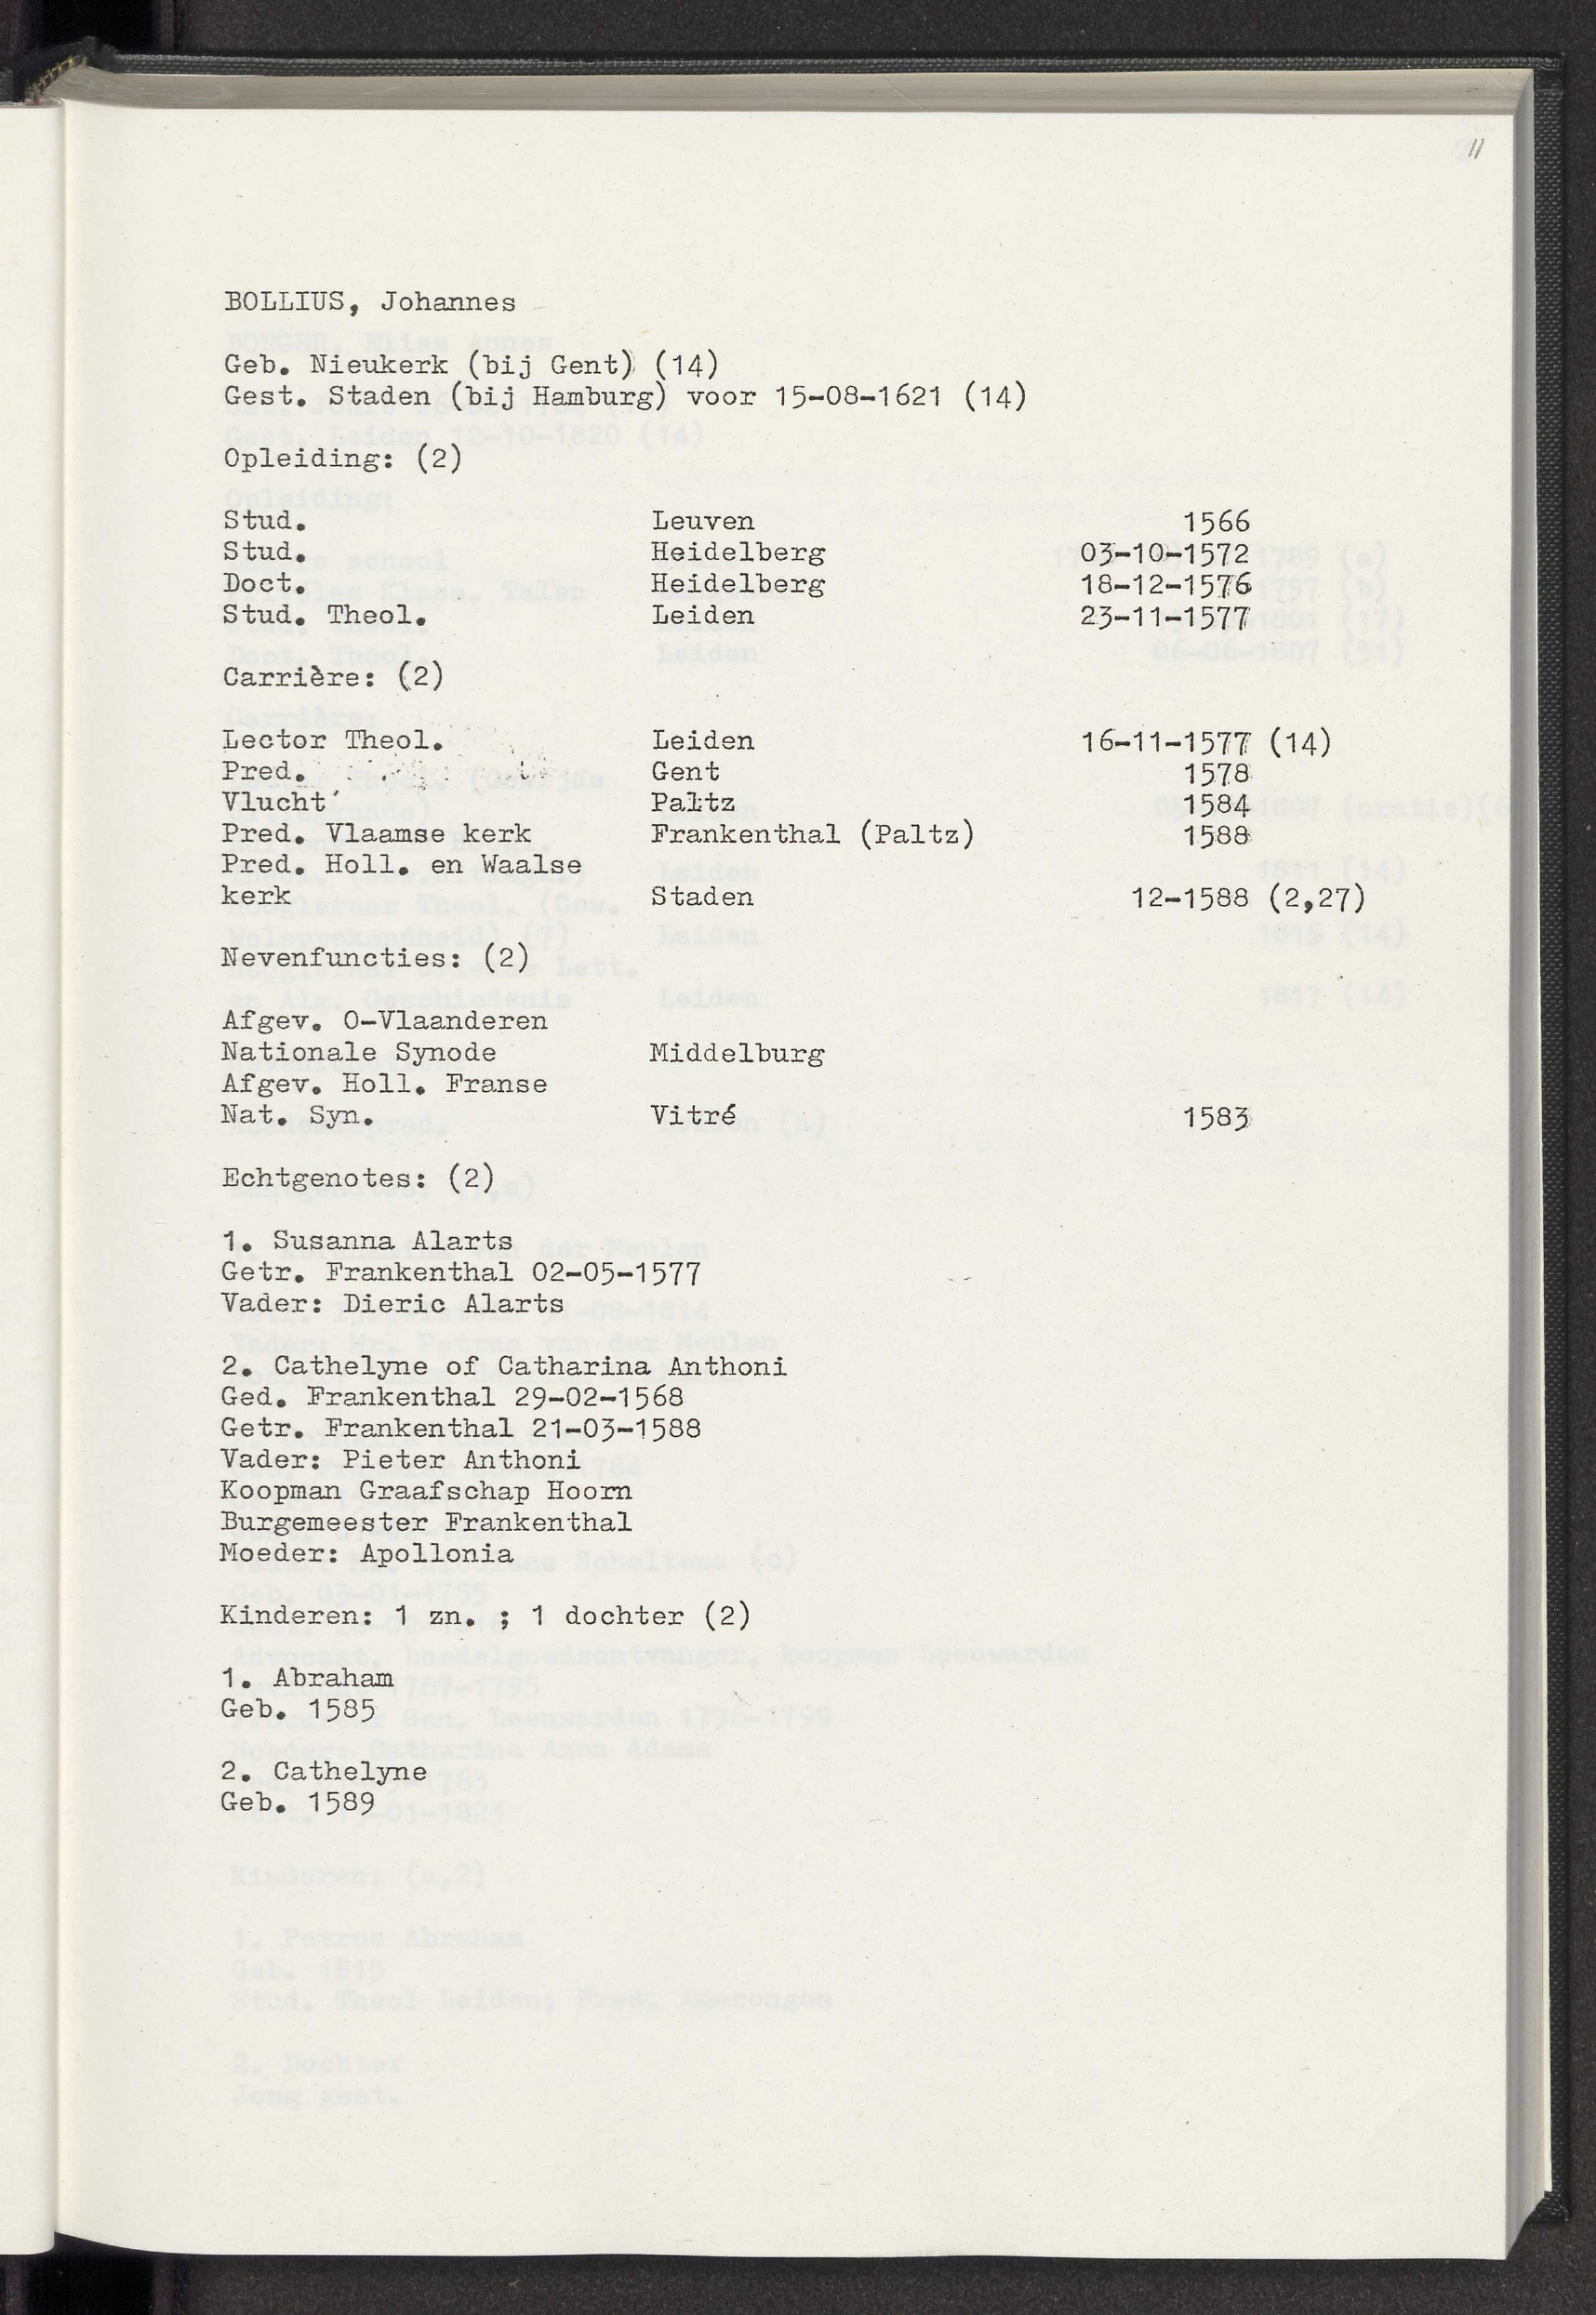 11
BOLLIUS, Johannes
Geb. Nieukerk (bij Gent) (14)
Gest. Staden (bij Hamburg) voor 15-08-1621 (14)
Opleiding: (2)
Stud. Leuven 1566
Stud. Heidelberg 03-10-1572
Doct. Heidelberg 18-12-1576
Stud. Theol. Leiden 23-11-1577
Carrière: (2)
Lector Theol. Leiden 16-11-1577 (14)
Pred. Gent 1578
Vlucht Paltz 1584
Pred. Vlaamse kerk Frankenthal (Paltz) 1588
Pred. Holl. en Waalse
kerk Staden 12-1588 (2,27)
Nevenfuncties: (2)
Afgev. O-Vlaanderen
Nationale Synode Middelburg
Afgev. Holl. Franse
Nat. Syn. Vitré 1583
Echtgenotes: (2)
1. Susanna Alarts
Getr. Frankenthal 02-05-1577
Vader: Dieric Alarts
2. Cathelyne of Catharina Anthoni
Ged. Frankenthal 29-02-1568
Getr. Frankenthal 21-03-1588
Vader: Pieter Anthoni
Koopman Graafschap Hoorn
Burgemeester Frankenthal
Moeder: Apollonia
Kinderen: 1 zn. ; 1 dochter (2)
1. Abraham
Geb. 1585
2. Cathelyne
Geb. 1589